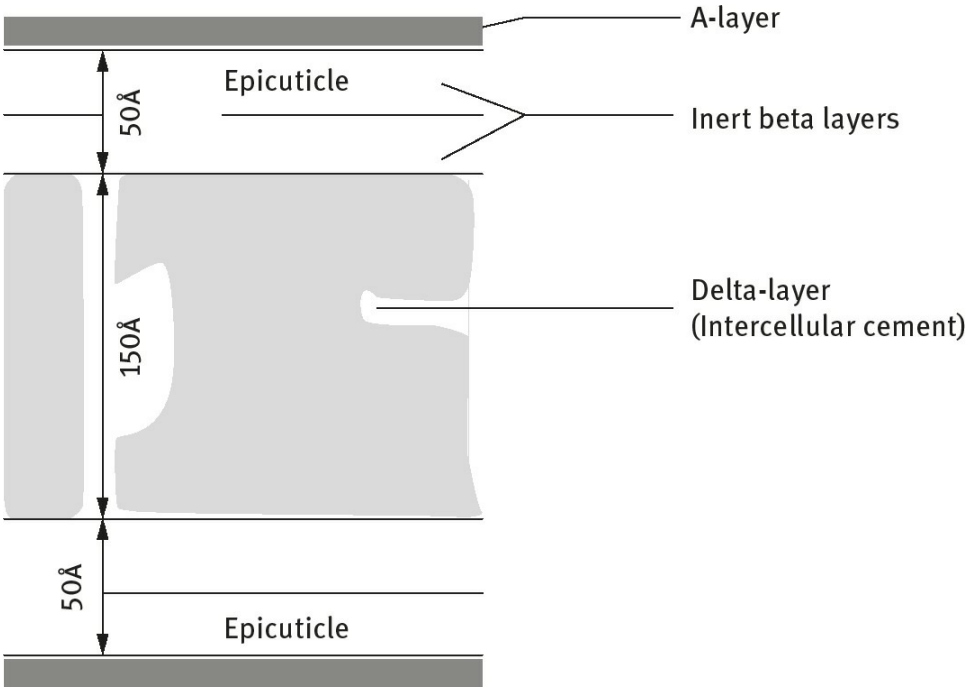 A-layer
Epicuticle
50Å
Inert beta layers
150Å
Delta-layer
(Intercellular cement)
50Å
Epicuticle